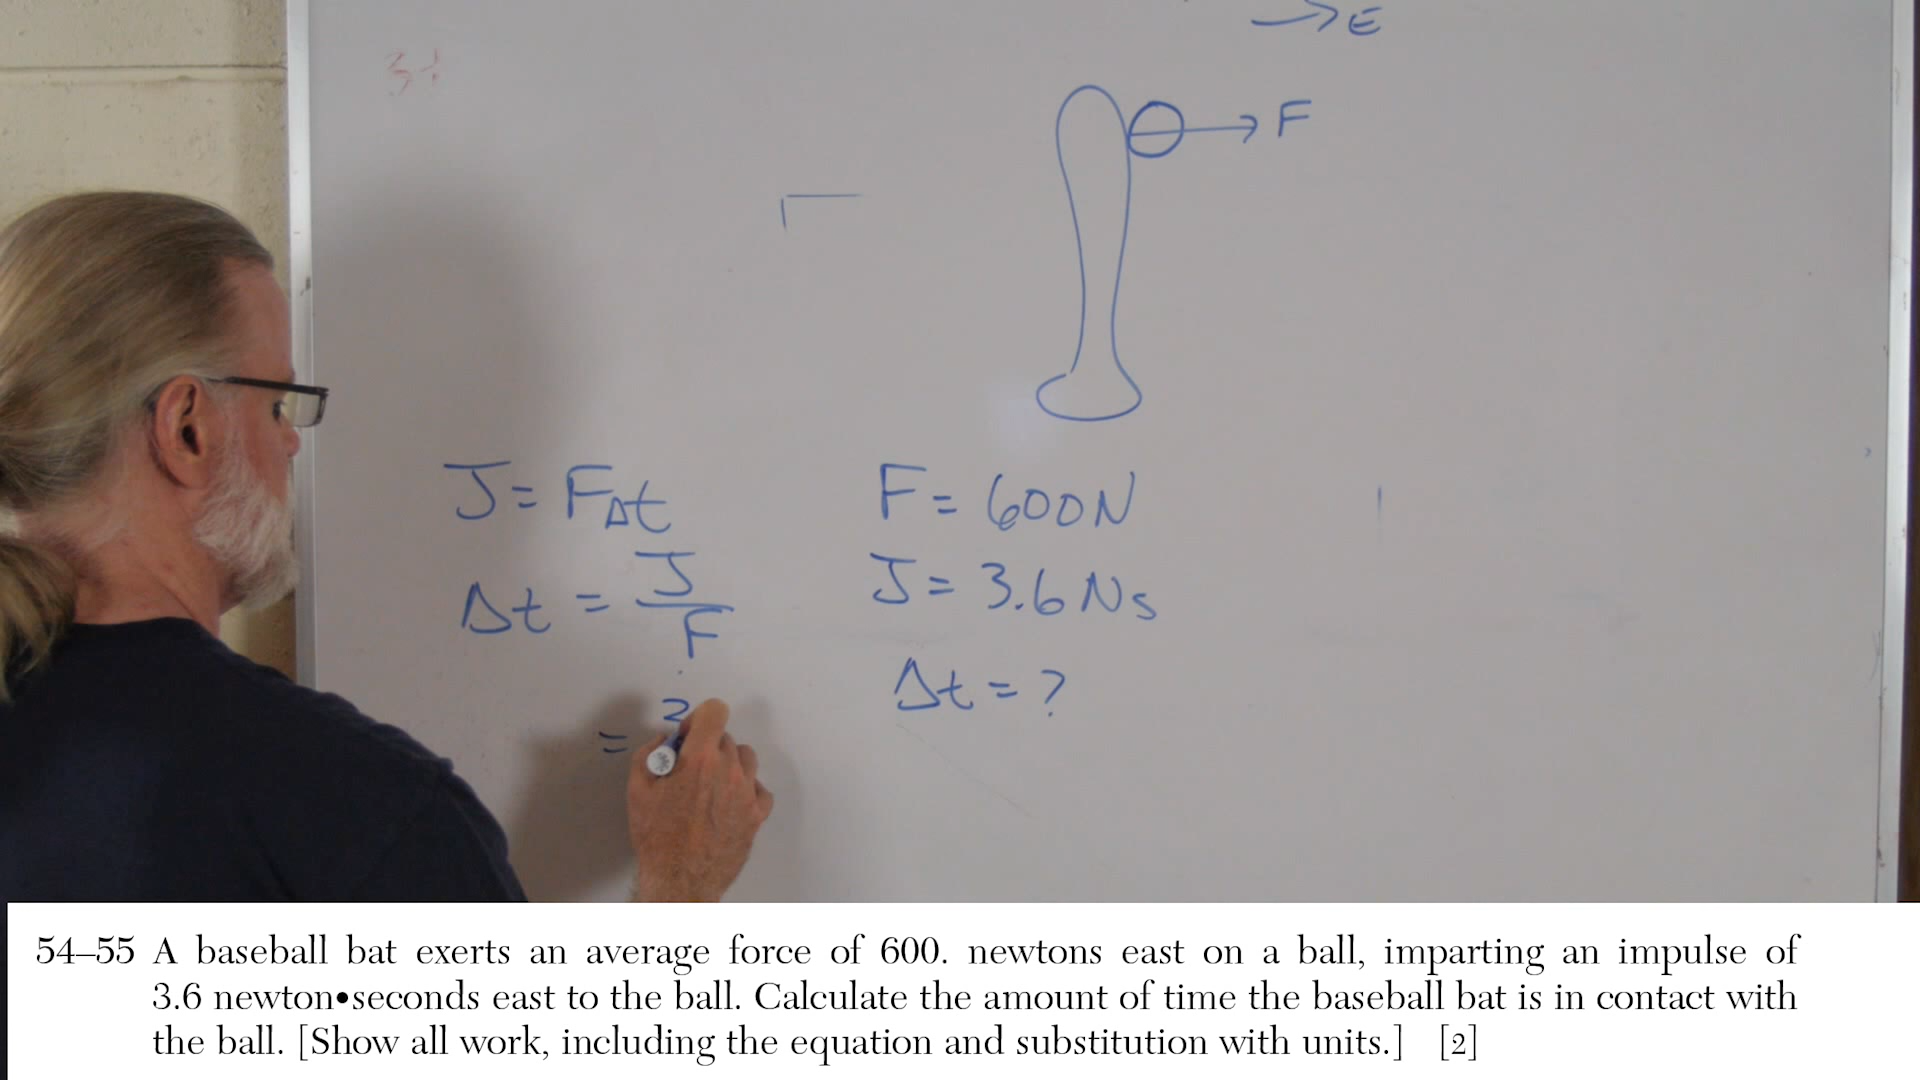 → E
F
J = FΔt
Δt = J/F
=
F = 600N
J = 3.6 Ns
Δt = ?
54–55 A baseball bat exerts an average force of 600. newtons east on a ball, imparting an impulse of
3.6 newton•seconds east to the ball. Calculate the amount of time the baseball bat is in contact with
the ball. [Show all work, including the equation and substitution with units.] [2]